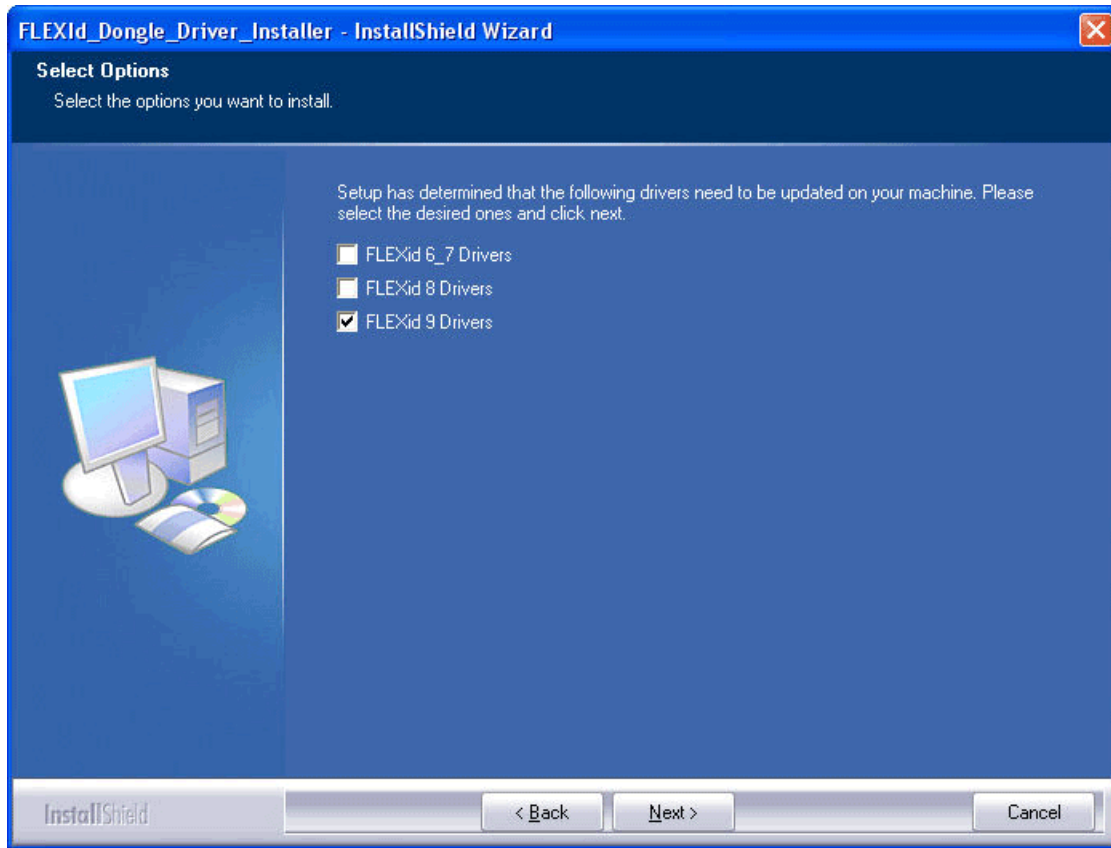 FLEXId_Dongle_Driver_Installer - InstallShield Wizard
Select Options
Select the options you want to install.
Setup has determined that the following drivers need to be updated on your machine. Please
select the desired ones and click next.
FLEXid 6_7 Drivers
FLEXid 8 Drivers
FLEXid 9 Drivers
InstallShield
< Back
Next >
Cancel